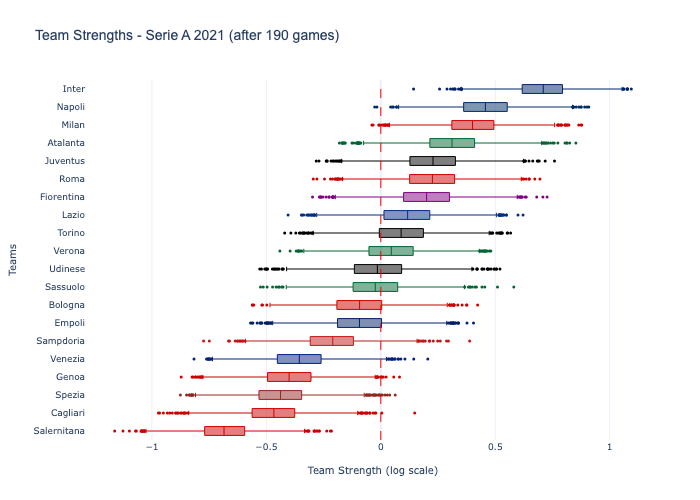 Team Strengths - Serie A 2021 (after 190 games)
Inter
Napoli
Milan
Atalanta
Juventus
Roma
Fiorentina
Lazio
Torino
Verona
Udinese
Sassuolo
Bologna
Empoli
Sampdoria
Venezia
Genoa
Spezia
Cagliari
Salernitana
Teams
−1
−0.5
0
0.5
1
Team Strength (log scale)